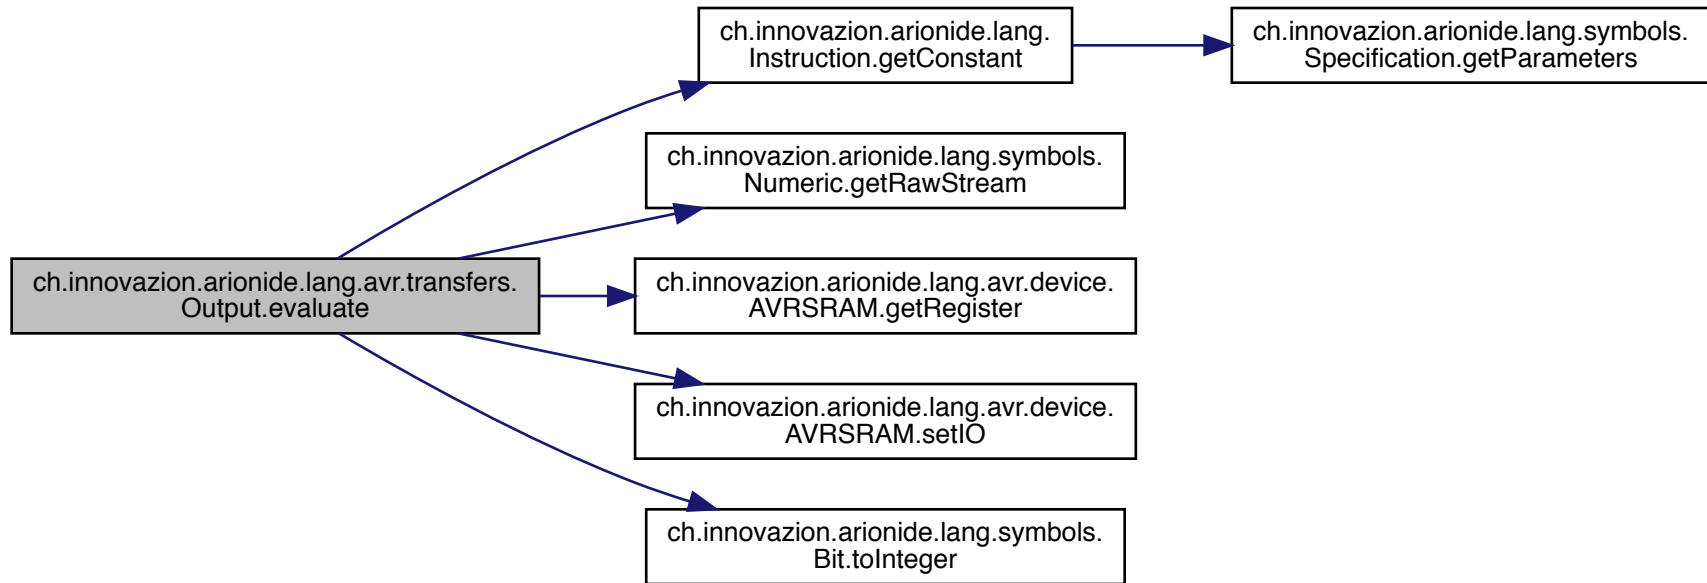 ch.innovazion.arionide.lang.
Instruction.getConstant
ch.innovazion.arionide.lang.symbols.
Specification.getParameters
ch.innovazion.arionide.lang.symbols.
Numeric.getRawStream
ch.innovazion.arionide.lang.avr.transfers.
Output.evaluate
ch.innovazion.arionide.lang.avr.device.
AVRSRAM.getRegister
ch.innovazion.arionide.lang.avr.device.
AVRSRAM.setIO
ch.innovazion.arionide.lang.symbols.
Bit.toInteger